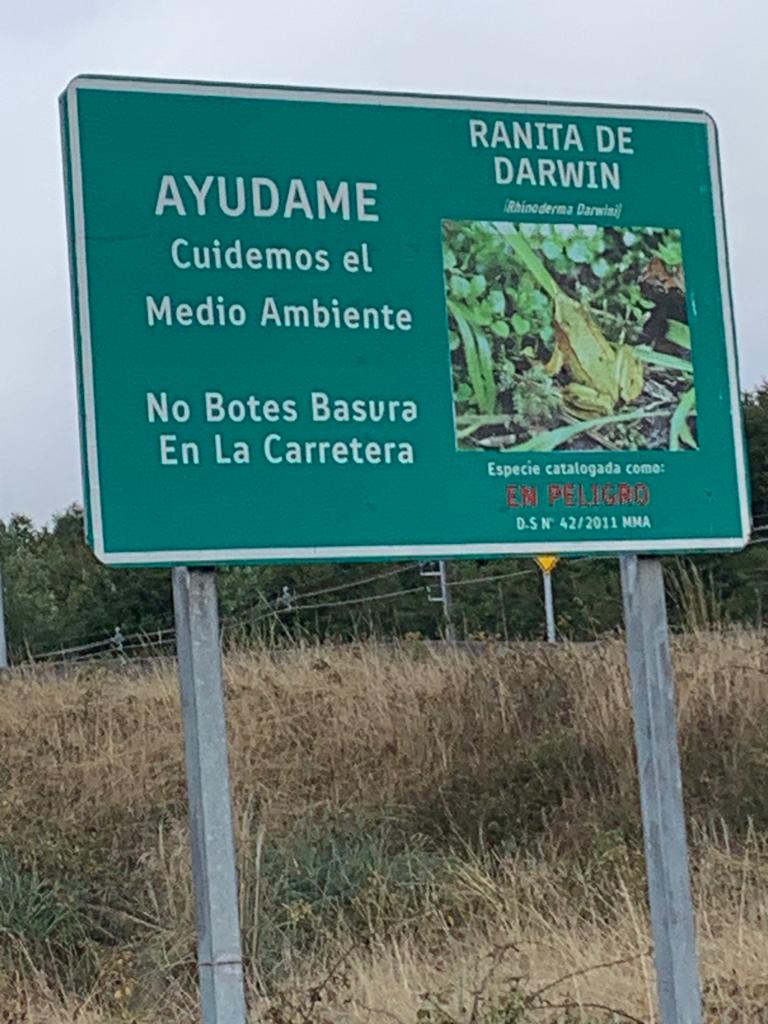 AYUDAME
Cuidemos el
Medio Ambiente
No Botes Basura
En La Carretera
RANITA DE
DARWIN
(Rhinoderma Darwini)
Especie catalogada como:
EN PELIGRO
D.S N° 42/2011 MMA